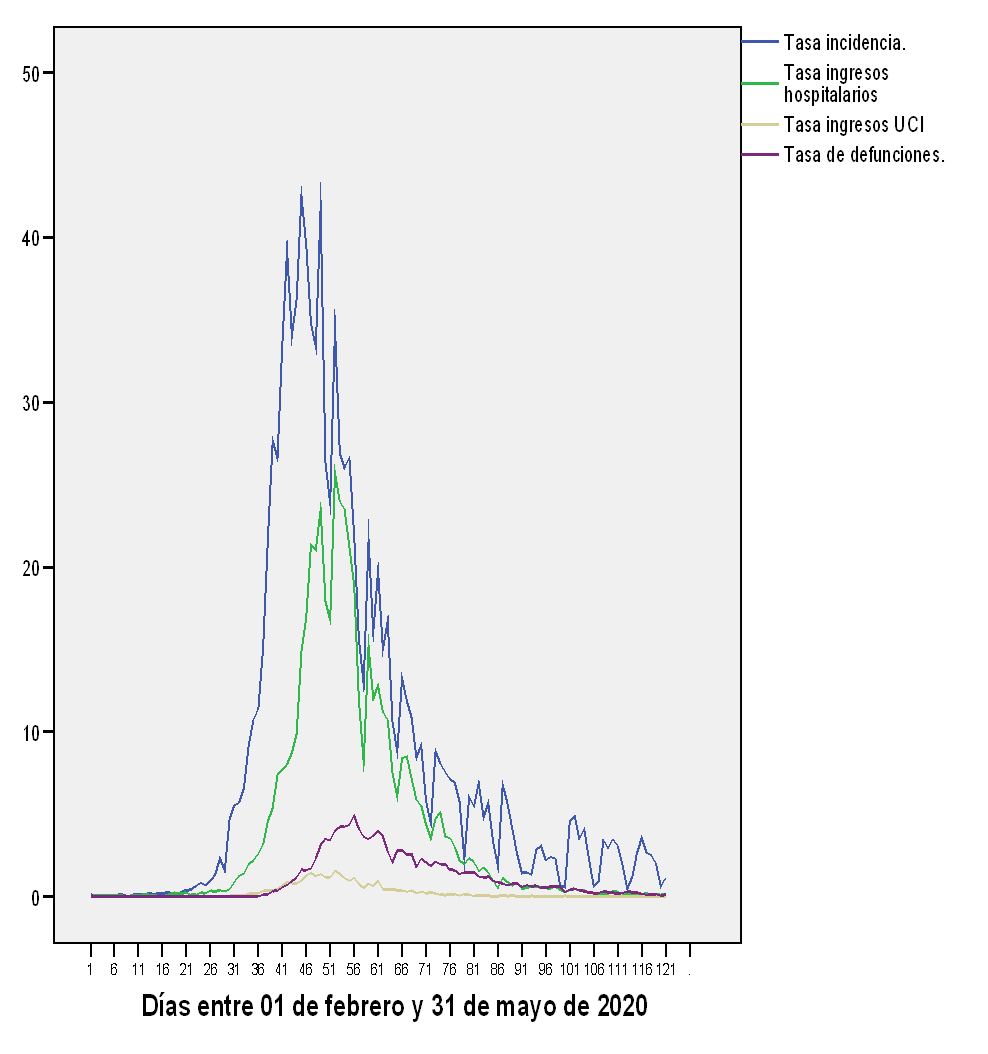 Tasa incidencia.
Tasa ingresos
hospitalarios
Tasa ingresos UCI
Tasa de defunciones.
50
40
30
20
10
0
1 6 11 16 21 26 31 36 41 46 51 56 61 66 71 76 81 86 91 96 101 106 111 116 121 .
Días entre 01 de febrero y 31 de mayo de 2020